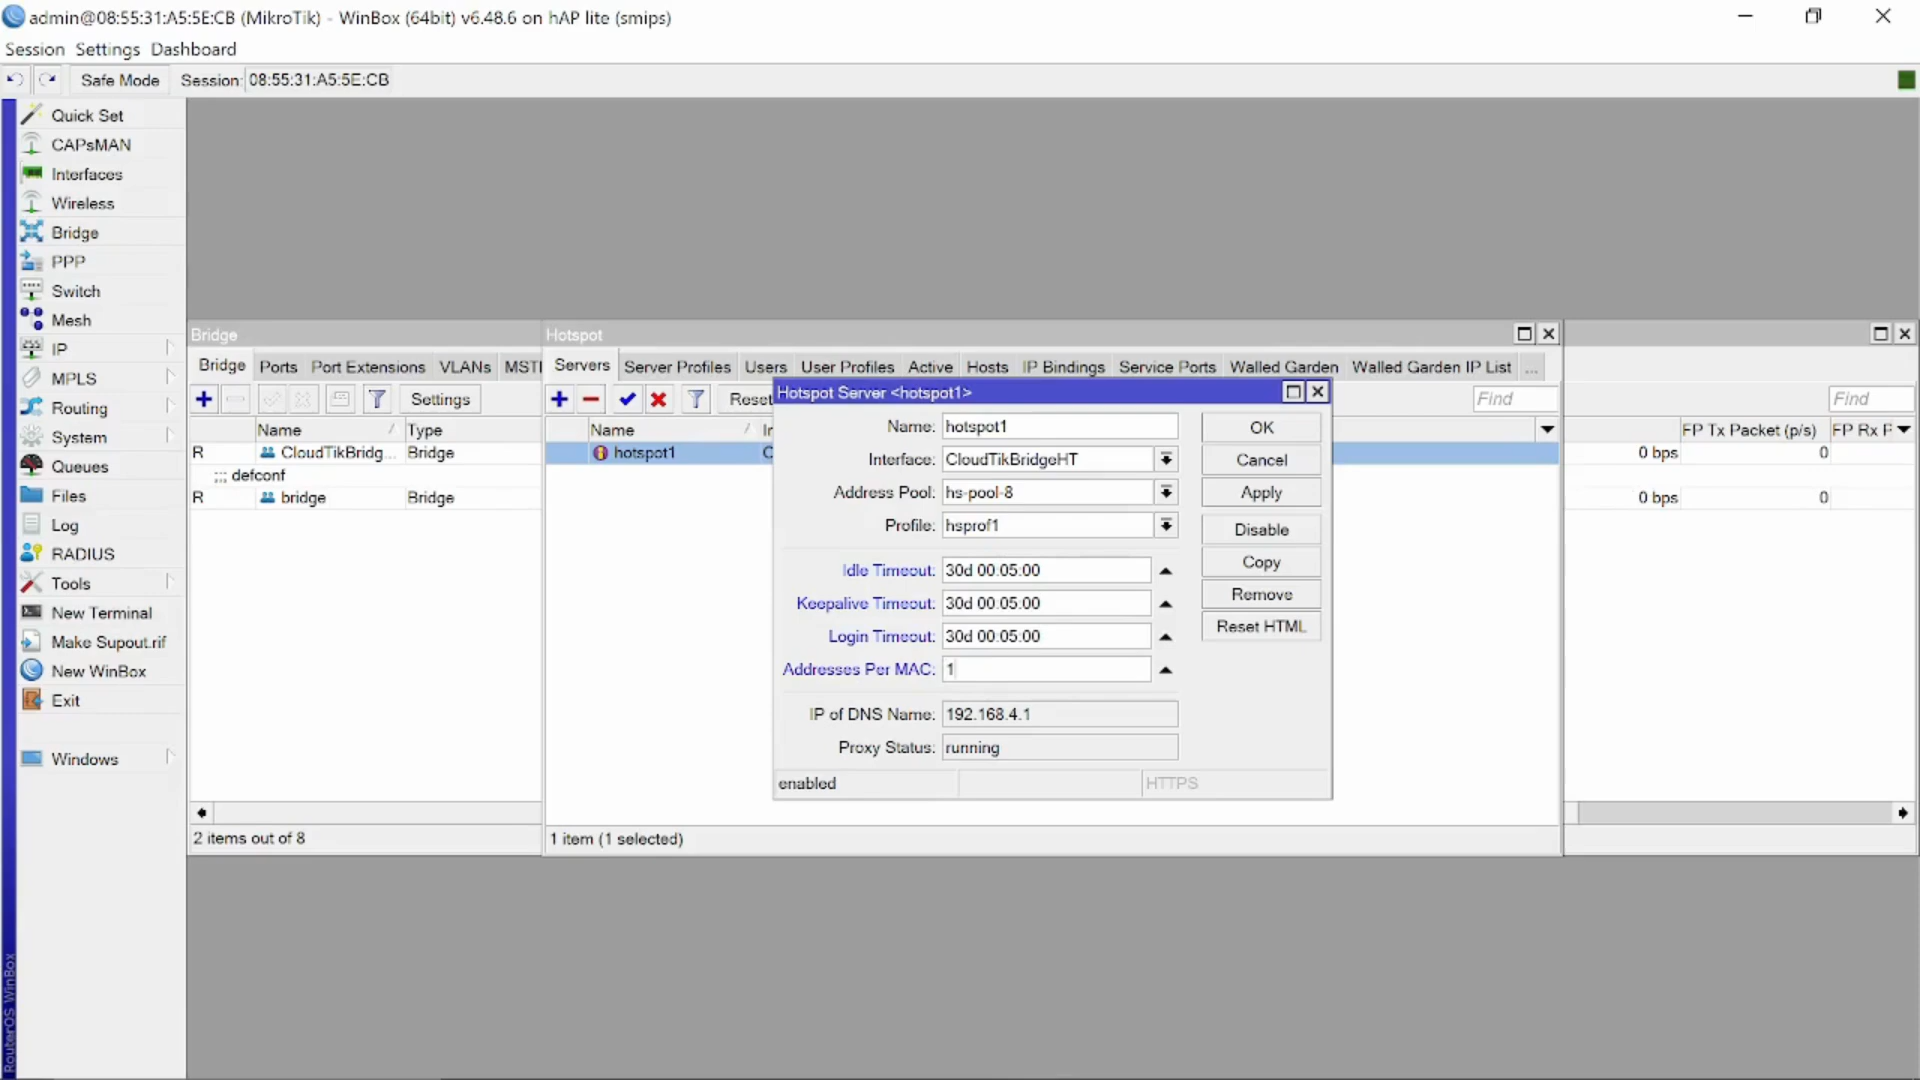 admin@08:55:31:A5:5E:CB (MikroTik) - WinBox (64bit) v6.48.6 on hAP lite (smips)
Session Settings Dashboard
Safe Mode Session: 08:55:31:A5:5E:CB
Quick Set
CAPsMAN
Interfaces
Wireless
Bridge
PPP
Switch
Mesh
IP
MPLS
Routing
System
Queues
Files
Log
RADIUS
Tools
New Terminal
Make Supout.rif
New WinBox
Exit
Windows
RouterOS WinBox
Bridge
Bridge Ports Port Extensions VLANs MSTI
Settings
Name Type
R CloudTikBridg... Bridge
;;; defconf
R bridge Bridge
2 items out of 8
Hotspot
Servers Server Profiles Users User Profiles Active Hosts IP Bindings Service Ports Walled Garden Walled Garden IP List ...
Reset Find
Name In
hotspot1 C
1 item (1 selected)
Hotspot Server <hotspot1>
Name: hotspot1
Interface: CloudTikBridgeHT
Address Pool: hs-pool-8
Profile: hsprof1
Idle Timeout: 30d 00:05:00
Keepalive Timeout: 30d 00:05:00
Login Timeout: 30d 00:05:00
Addresses Per MAC: 1
IP of DNS Name: 192.168.4.1
Proxy Status: running
enabled HTTPS
OK
Cancel
Apply
Disable
Copy
Remove
Reset HTML
Find
FP Tx Packet (p/s) FP Rx P
0 bps 0
0 bps 0